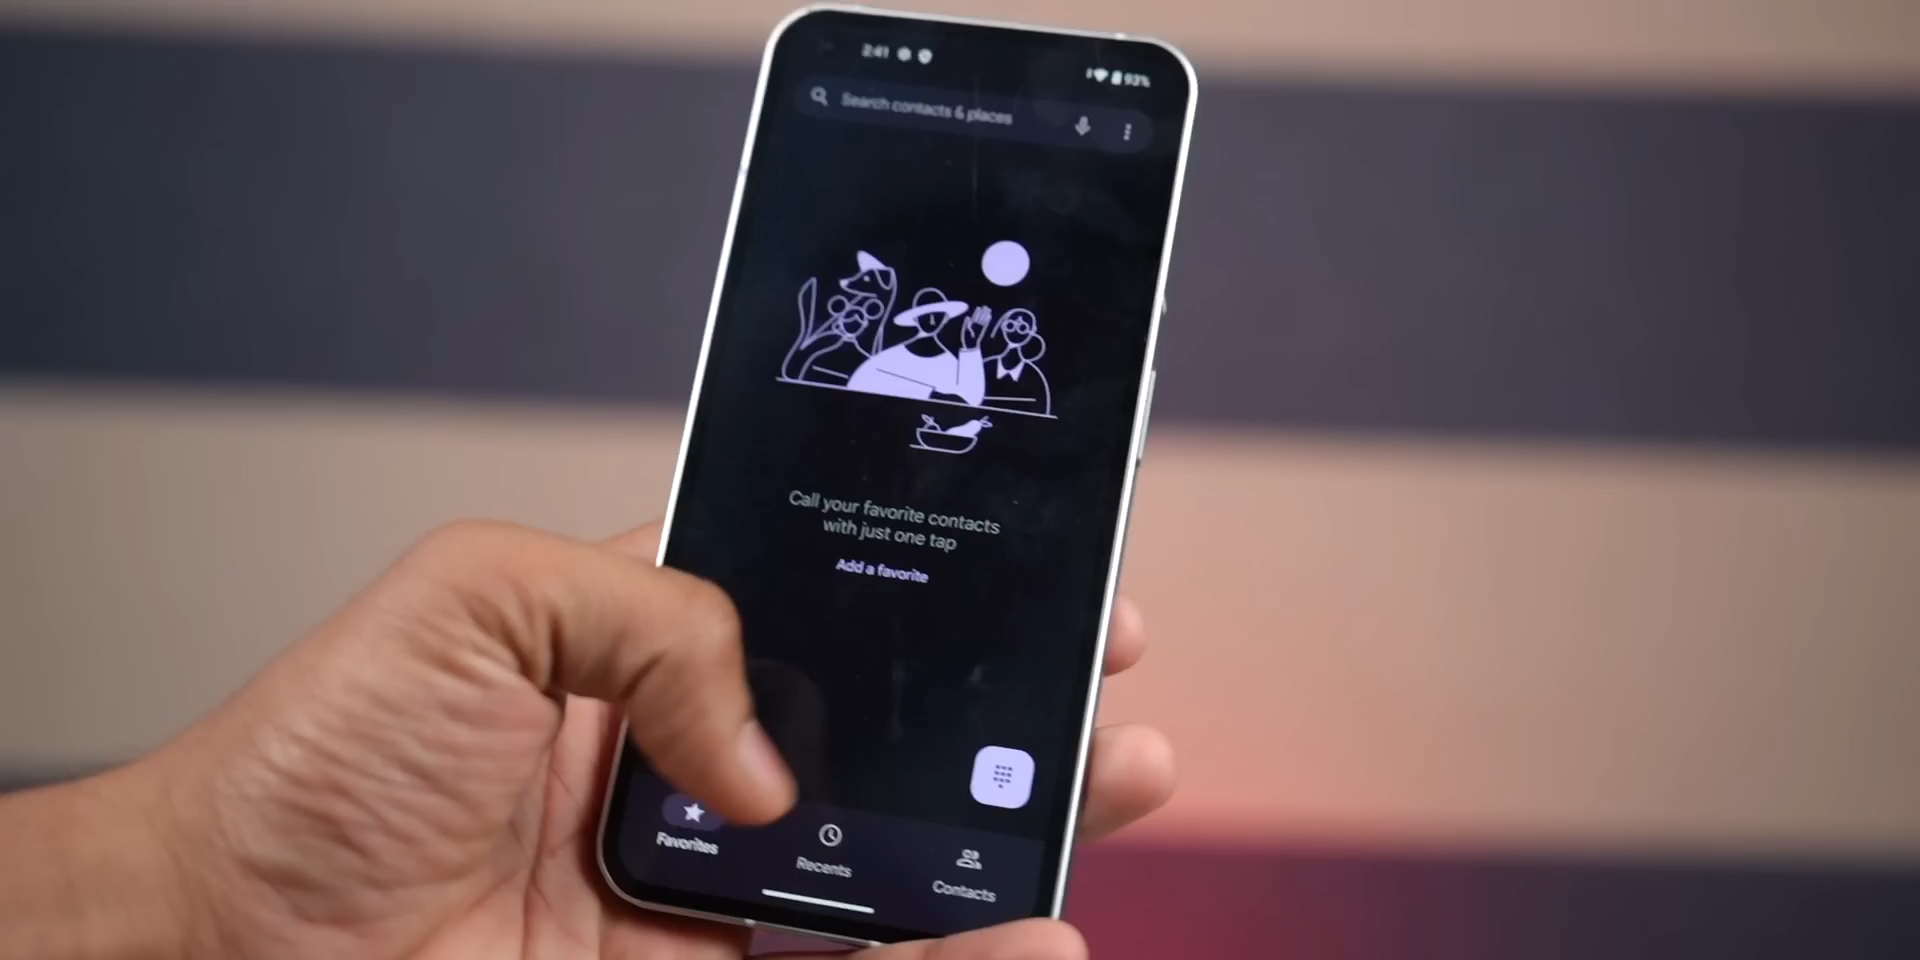 2:41
93%
Search contacts & places
Call your favorite contacts
with just one tap
Add a favorite
Favorites
Recents
Contacts